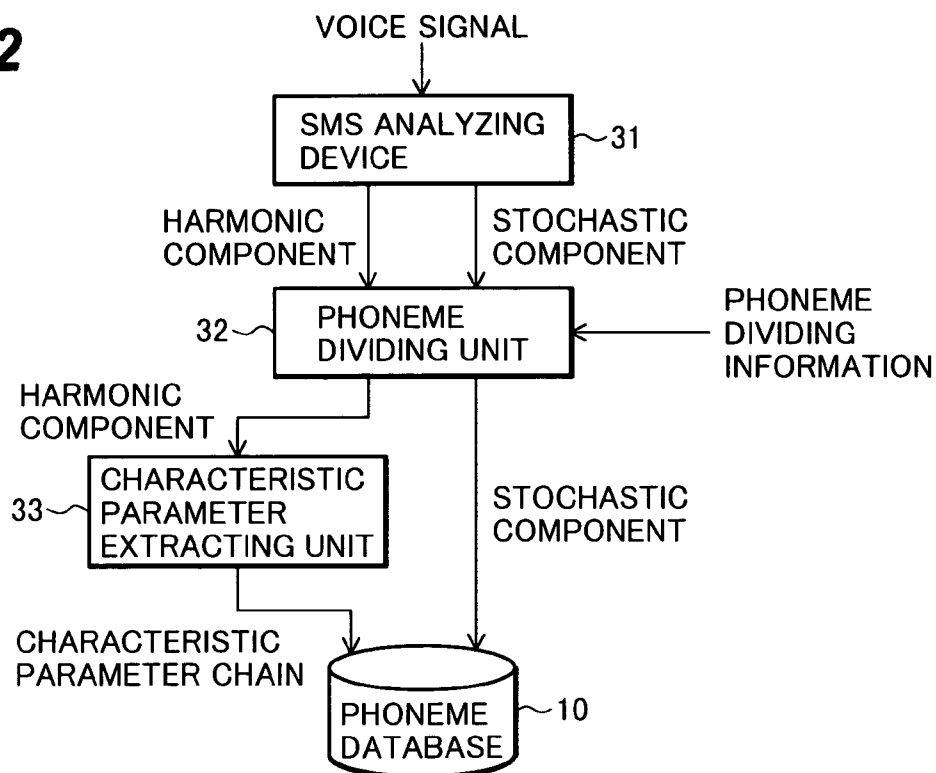 2
VOICE SIGNAL
SMS ANALYZING
DEVICE
31
HARMONIC
COMPONENT
STOCHASTIC
COMPONENT
32
PHONEME
DIVIDING UNIT
PHONEME
DIVIDING
INFORMATION
HARMONIC
COMPONENT
33
CHARACTERISTIC
PARAMETER
EXTRACTING UNIT
STOCHASTIC
COMPONENT
CHARACTERISTIC
PARAMETER CHAIN
PHONEME
DATABASE
10